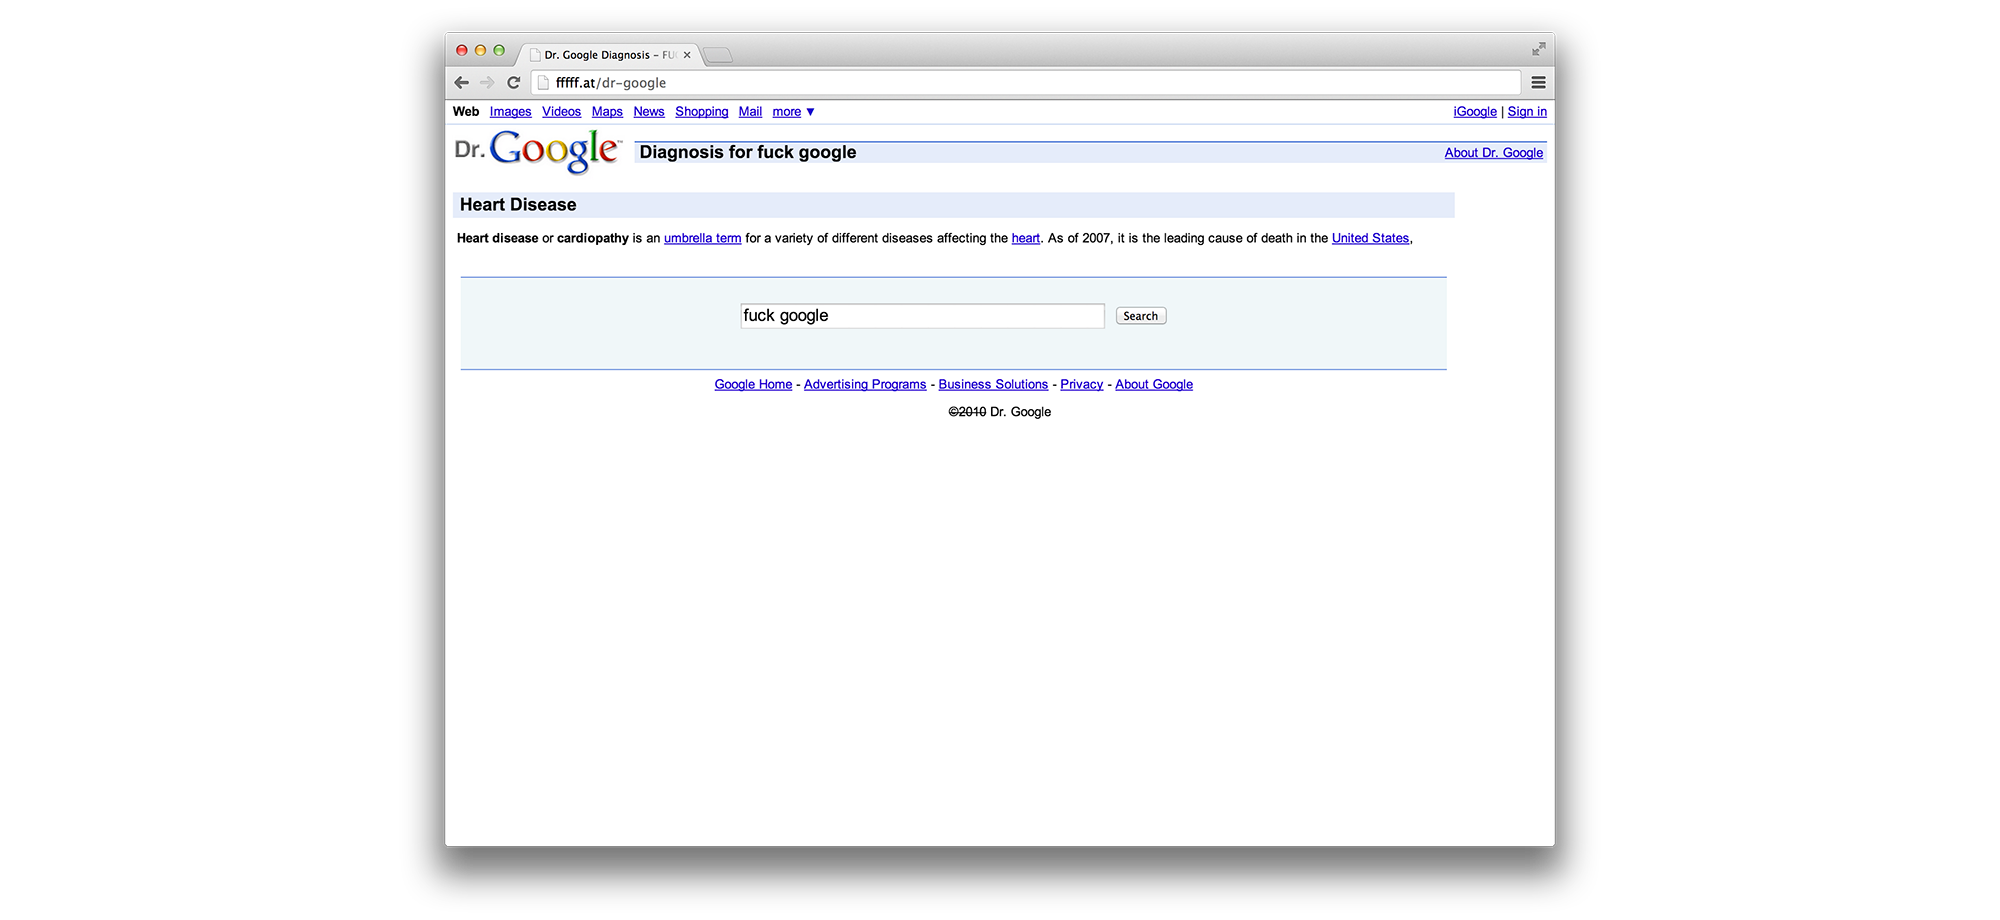 Dr. Google Diagnosis – FU
fffff.at/dr-google
Web Images Videos Maps News Shopping Mail more ▼ iGoogle | Sign in
Dr. Google™ Diagnosis for fuck google About Dr. Google
Heart Disease
Heart disease or cardiopathy is an umbrella term for a variety of different diseases affecting the heart. As of 2007, it is the leading cause of death in the United States,
fuck google Search
Google Home - Advertising Programs - Business Solutions - Privacy - About Google
©2010 Dr. Google